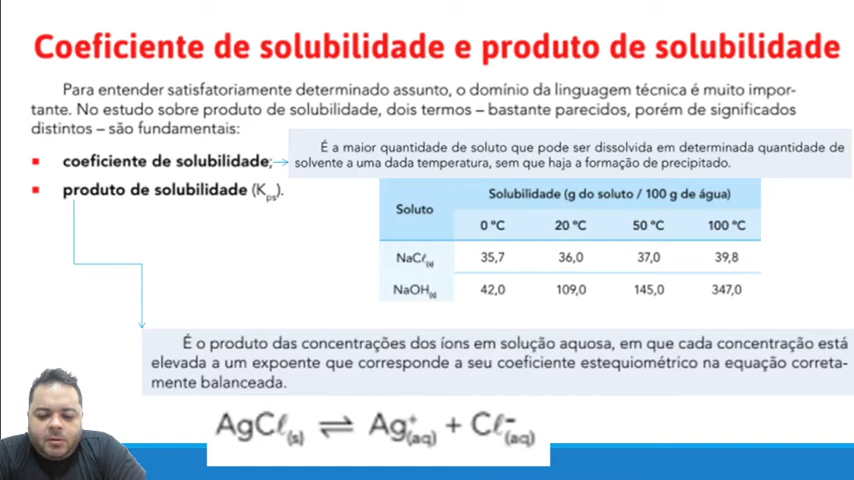 Coeficiente de solubilidade e produto de solubilidade
Para entender satisfatoriamente determinado assunto, o domínio da linguagem técnica é muito impor-
tante. No estudo sobre produto de solubilidade, dois termos – bastante parecidos, porém de significados
distintos – são fundamentais:
coeficiente de solubilidade;
É a maior quantidade de soluto que pode ser dissolvida em determinada quantidade de
solvente a uma dada temperatura, sem que haja a formação de precipitado.
produto de solubilidade (Kps).
Soluto Solubilidade (g do soluto / 100 g de água)
0 ºC 20 ºC 50 ºC 100 ºC
NaCℓ(s) 35,7 36,0 37,0 39,8
NaOH(s) 42,0 109,0 145,0 347,0
É o produto das concentrações dos íons em solução aquosa, em que cada concentração está
elevada a um expoente que corresponde a seu coeficiente estequiométrico na equação correta-
mente balanceada.
AgCℓ(s) ⇌ Ag+(aq) + Cℓ−(aq)